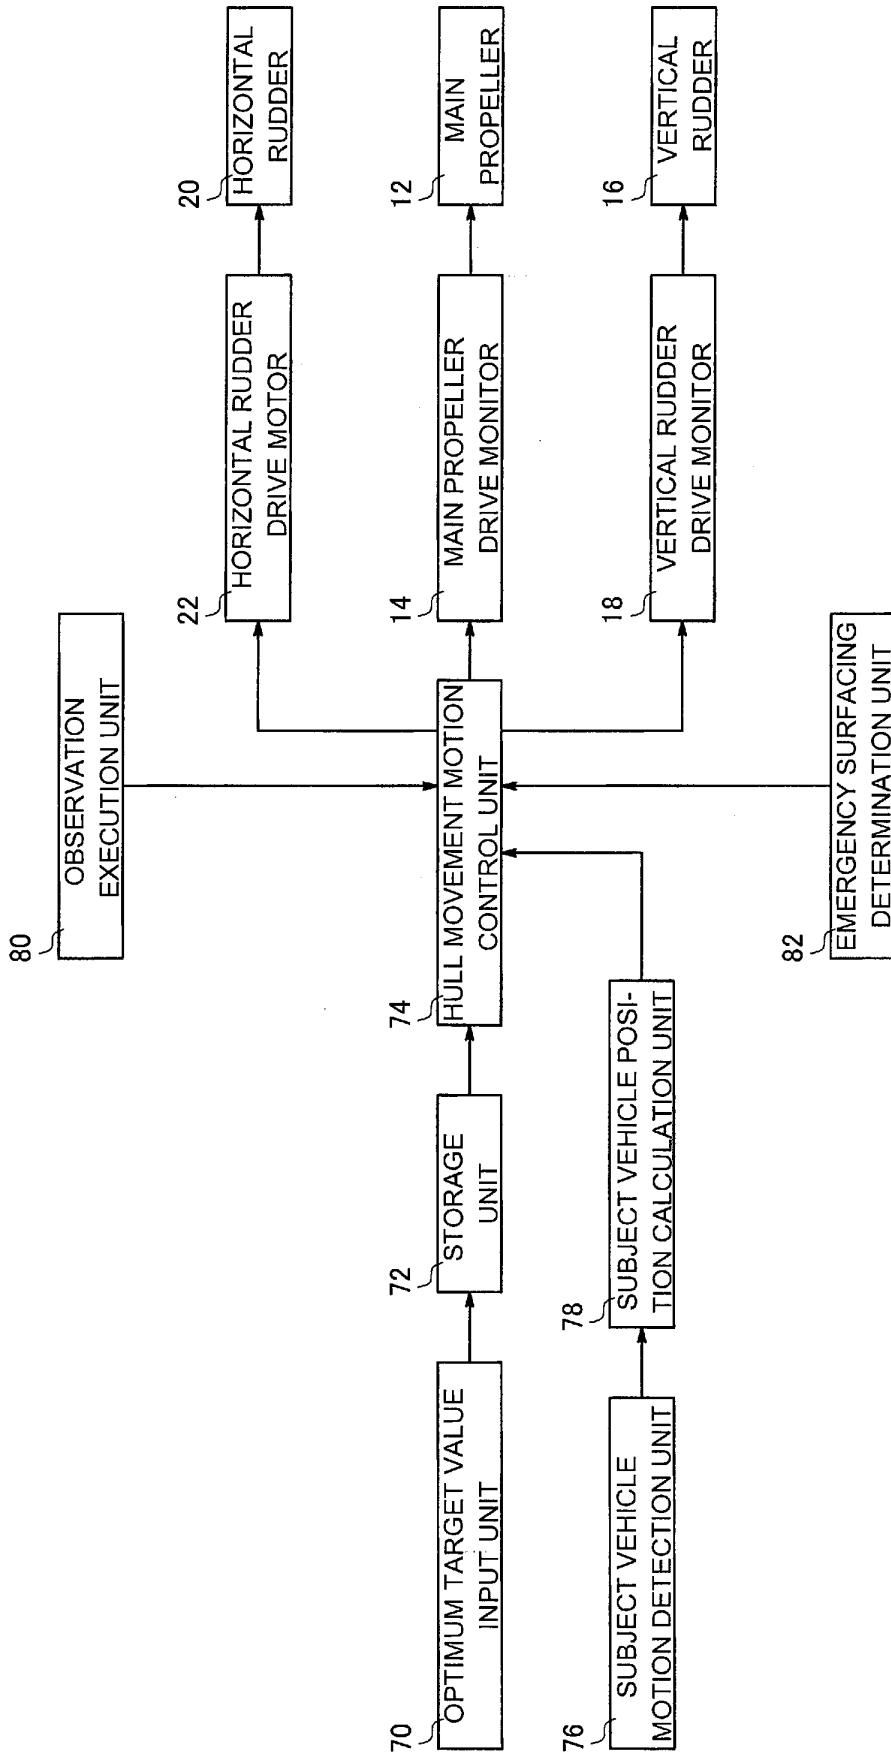 80
OBSERVATION
EXECUTION UNIT
20
HORIZONTAL
RUDDER
22
HORIZONTAL RUDDER
DRIVE MOTOR
70
OPTIMUM TARGET VALUE
INPUT UNIT
72
STORAGE
UNIT
74
HULL MOVEMENT MOTION
CONTROL UNIT
14
MAIN PROPELLER
DRIVE MONITOR
12
MAIN
PROPELLER
76
SUBJECT VEHICLE
MOTION DETECTION UNIT
78
SUBJECT VEHICLE POSI-
TION CALCULATION UNIT
18
VERTICAL RUDDER
DRIVE MONITOR
16
VERTICAL
RUDDER
82
EMERGENCY SURFACING
DETERMINATION UNIT